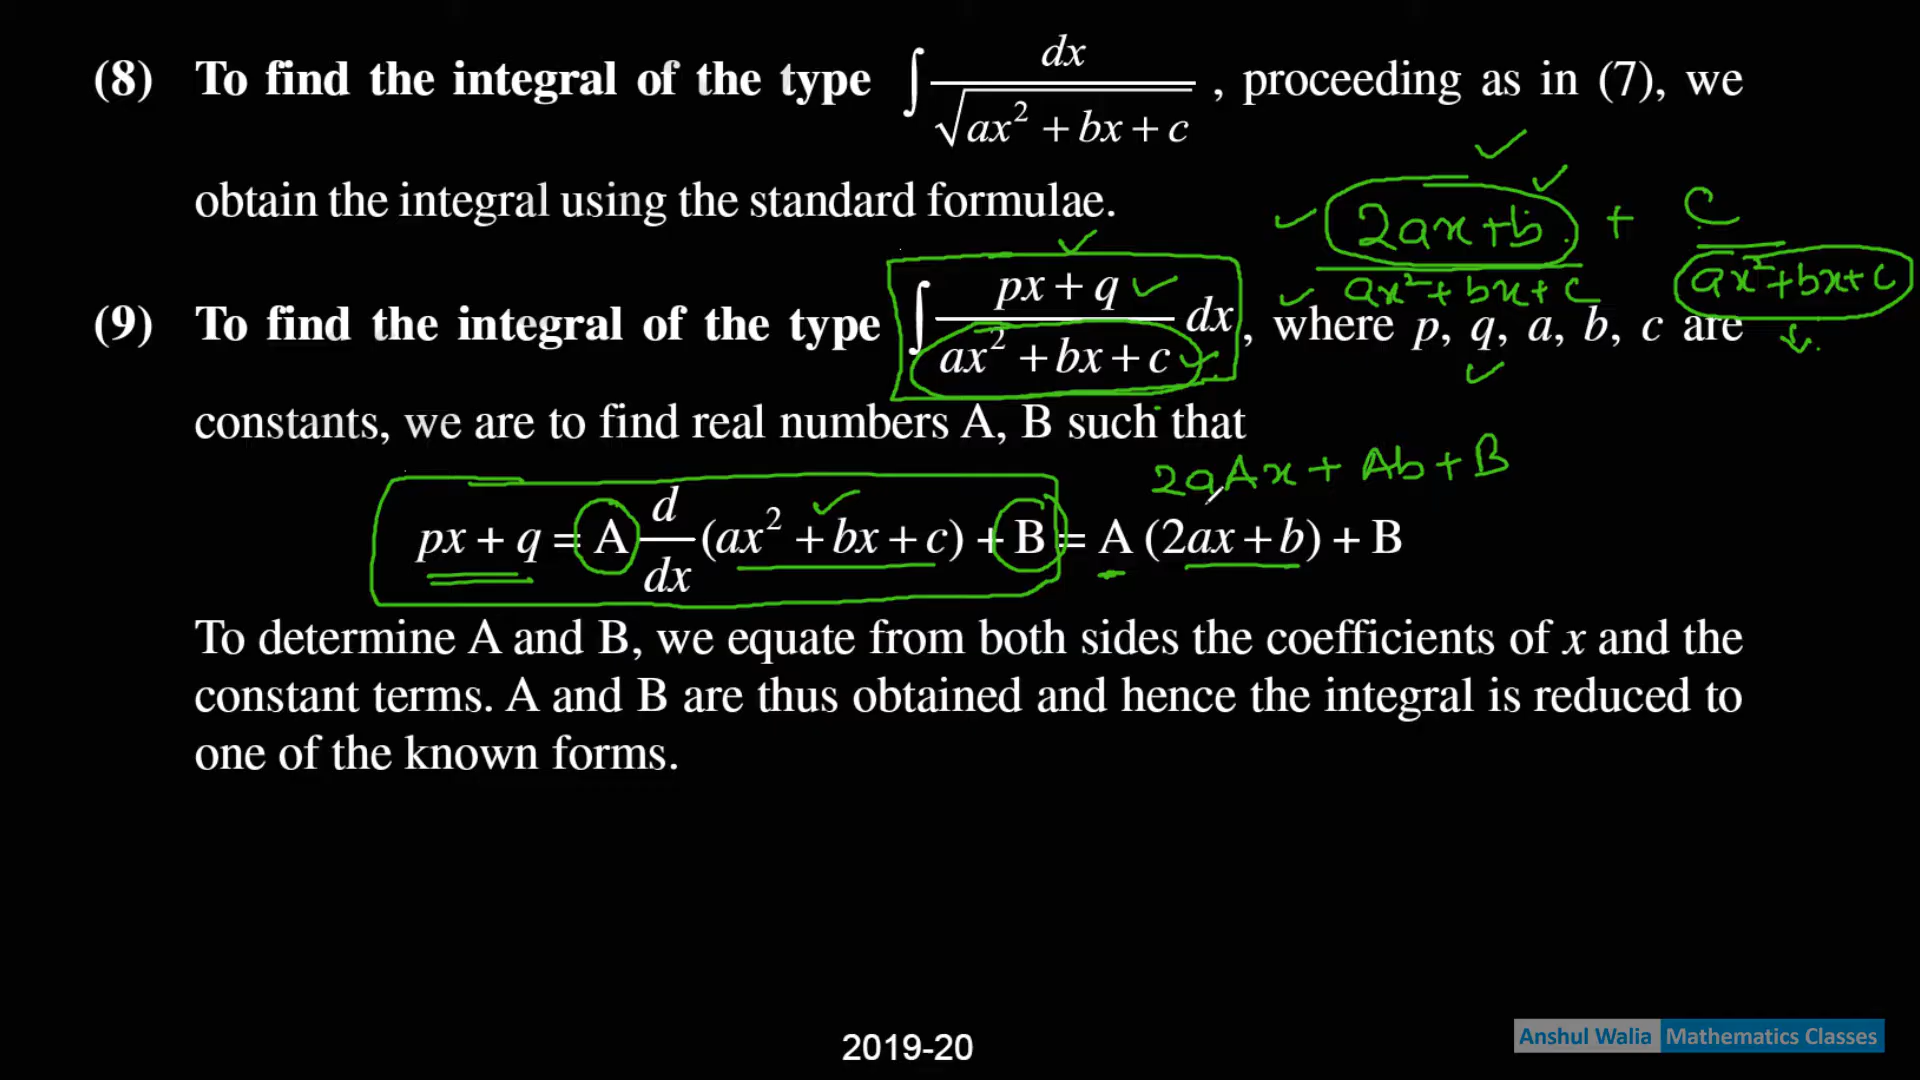 (8) To find the integral of the type ∫ dx / √(ax² + bx + c) , proceeding as in (7), we
obtain the integral using the standard formulae.
2ax+b / ax²+bx+c + C / ax²+bx+c
(9) To find the integral of the type ∫ px + q / ax² + bx + c dx, where p, q, a, b, c are
constants, we are to find real numbers A, B such that
2aAx + Ab + B
px + q = A d/dx (ax² + bx + c) + B = A (2ax + b) + B
To determine A and B, we equate from both sides the coefficients of x and the
constant terms. A and B are thus obtained and hence the integral is reduced to
one of the known forms.
2019-20
Anshul Walia Mathematics Classes